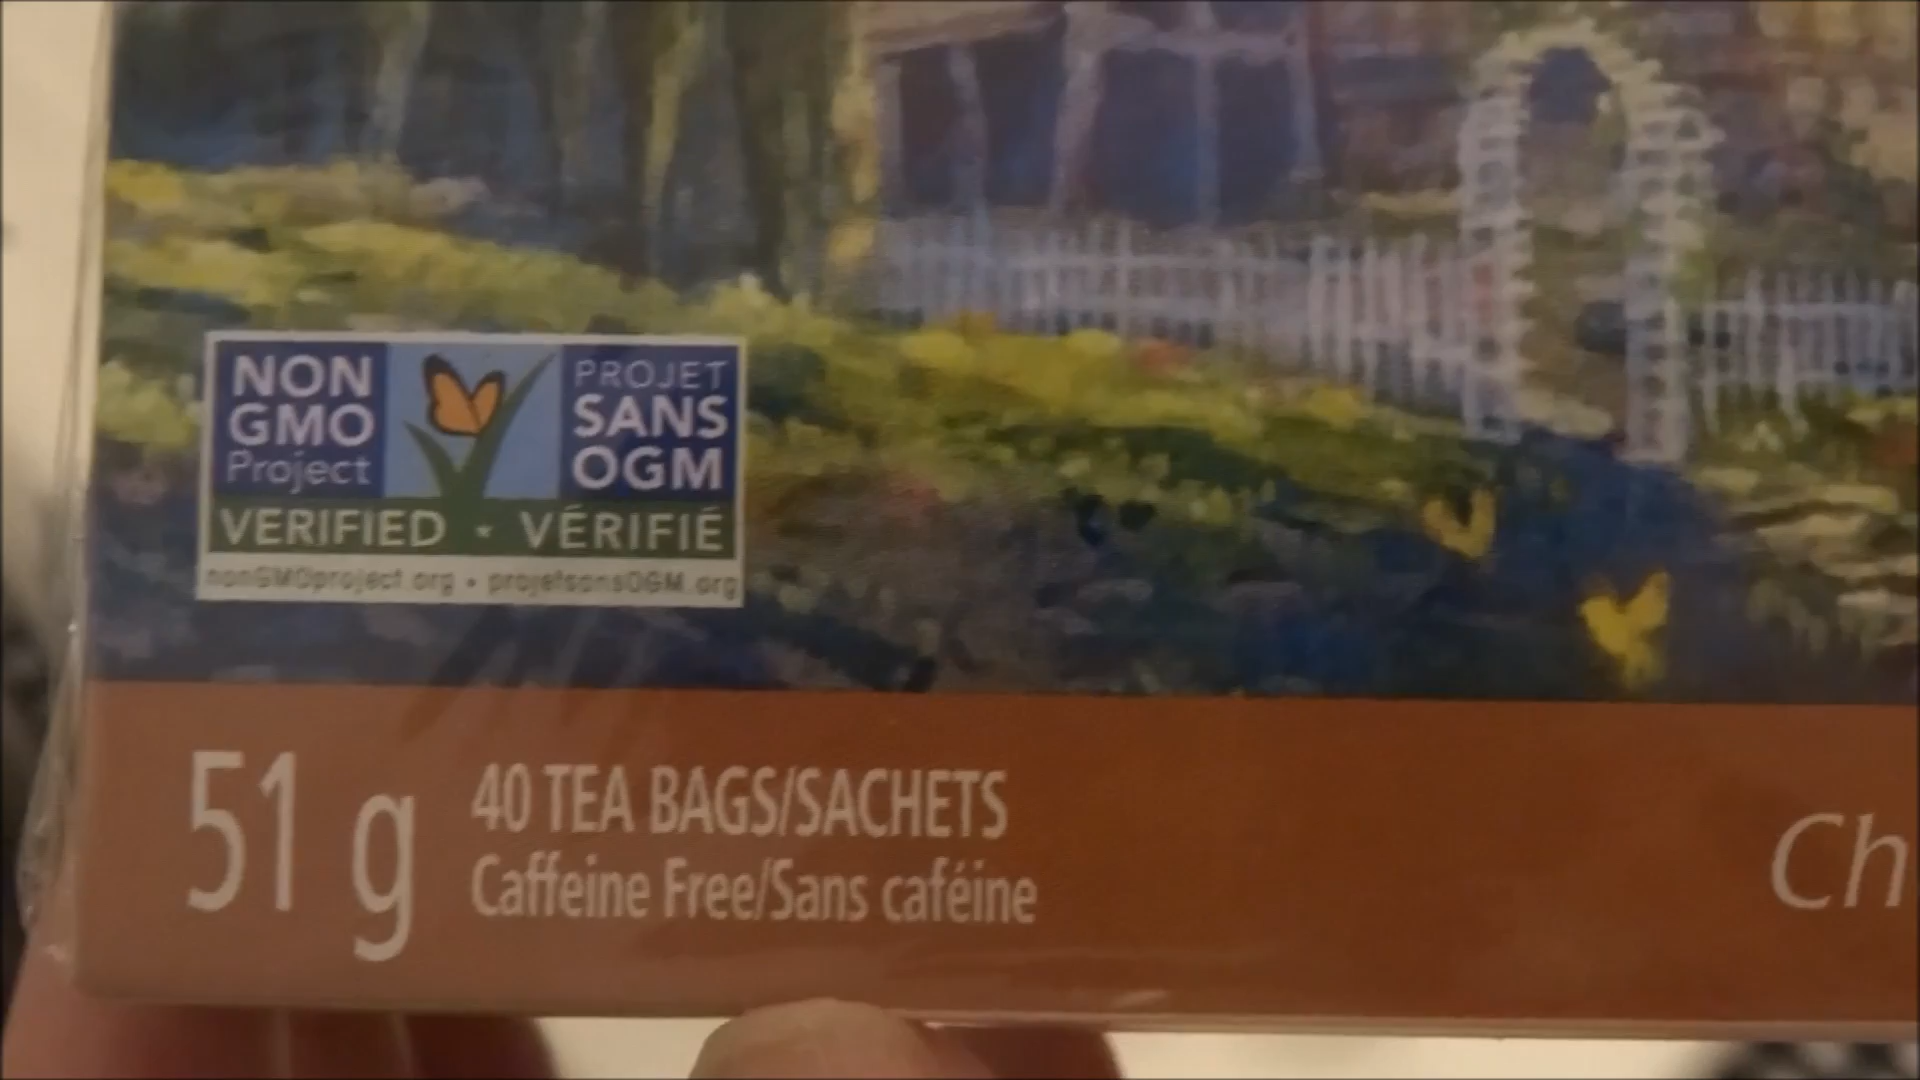 NON
GMO
Project
PROJET
SANS
OGM
VERIFIED • VÉRIFIÉ
nonGMOproject.org • projetsansOGM.org
51 g
40 TEA BAGS/SACHETS
Caffeine Free/Sans caféine
Ch